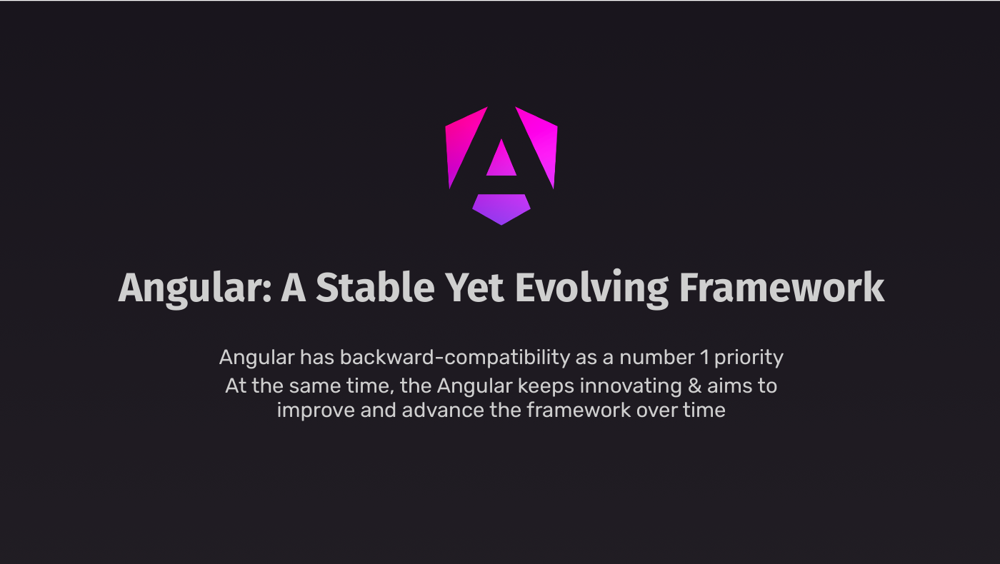 Angular: A Stable Yet Evolving Framework
Angular has backward-compatibility as a number 1 priority
At the same time, the Angular keeps innovating & aims to
improve and advance the framework over time